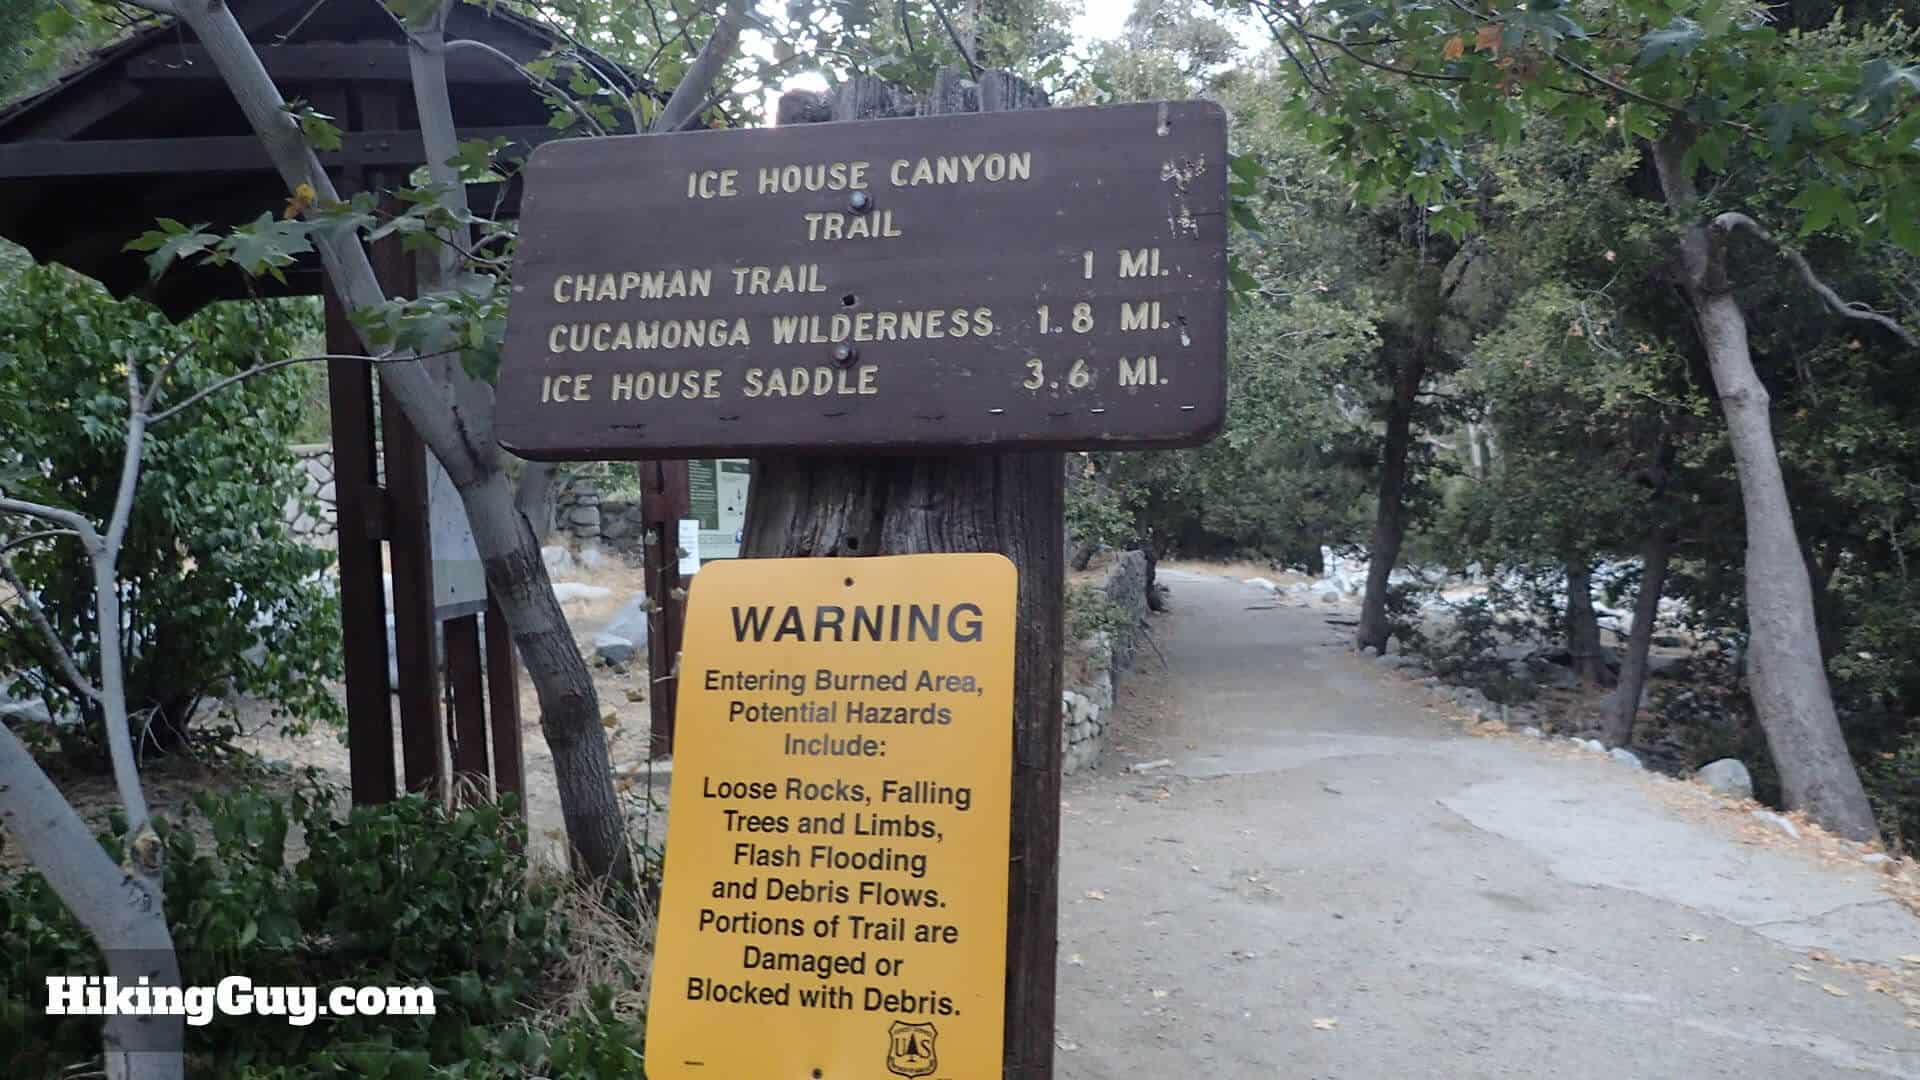 ICE HOUSE CANYON
TRAIL
CHAPMAN TRAIL 1 MI.
CUCAMONGA WILDERNESS 1.8 MI.
ICE HOUSE SADDLE 3.6 MI.
WARNING
Entering Burned Area,
Potential Hazards
Include:
Loose Rocks, Falling
Trees and Limbs,
Flash Flooding
and Debris Flows.
Portions of Trail are
Damaged or
Blocked with Debris.
U S
HikingGuy.com